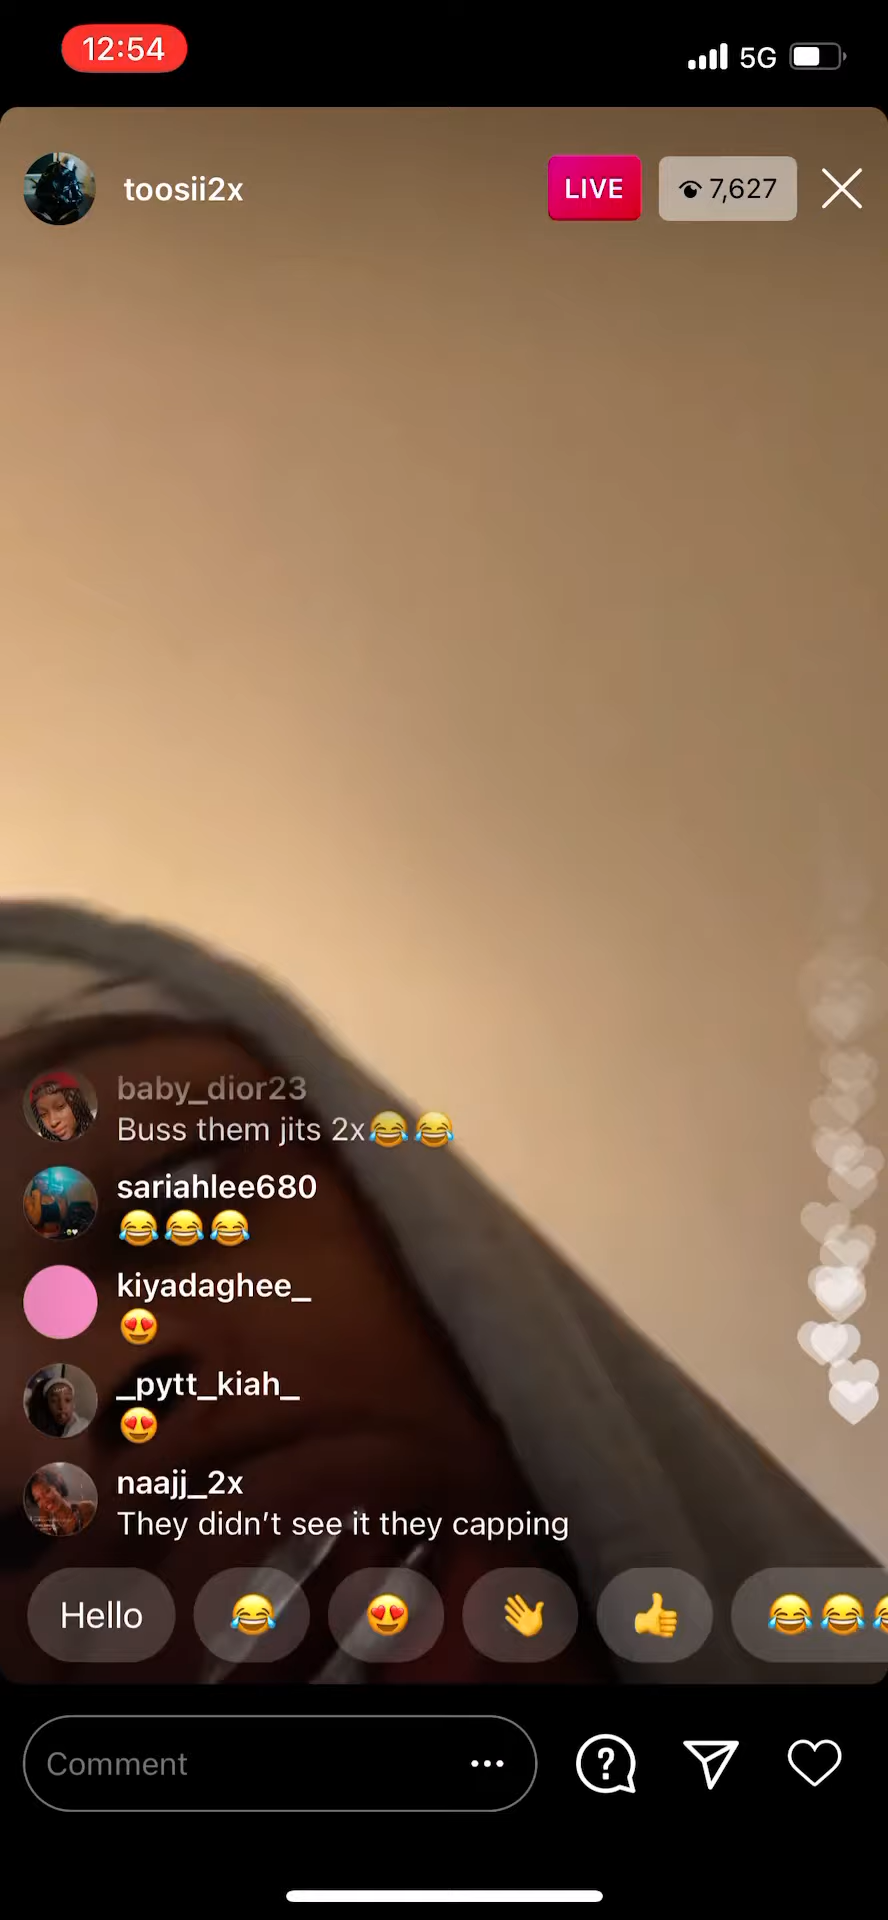 12:54
5G
toosii2x
LIVE
7,627
baby_dior23
Buss them jits 2x😂😂
sariahlee680
😂😂😂
kiyadaghee_
😍
_pytt_kiah_
😍
naajj_2x
They didn't see it they capping
Hello 😂 😍 👋 👍 😂😂😂
Comment